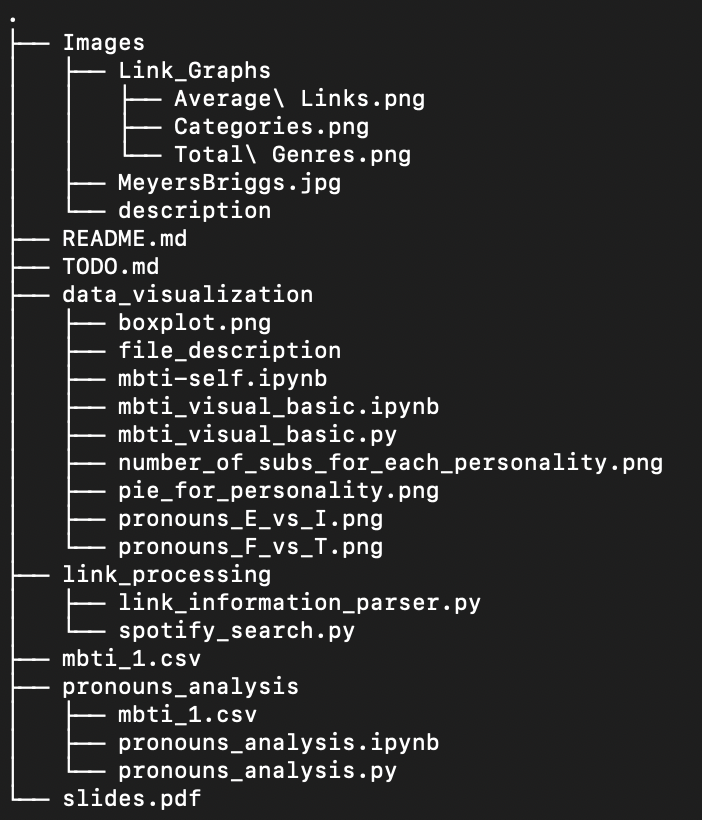 .
├── Images
│   ├── Link_Graphs
│   │   ├── Average\ Links.png
│   │   ├── Categories.png
│   │   └── Total\ Genres.png
│   ├── MeyersBriggs.jpg
│   └── description
├── README.md
├── TODO.md
├── data_visualization
│   ├── boxplot.png
│   ├── file_description
│   ├── mbti-self.ipynb
│   ├── mbti_visual_basic.ipynb
│   ├── mbti_visual_basic.py
│   ├── number_of_subs_for_each_personality.png
│   ├── pie_for_personality.png
│   ├── pronouns_E_vs_I.png
│   └── pronouns_F_vs_T.png
├── link_processing
│   ├── link_information_parser.py
│   └── spotify_search.py
├── mbti_1.csv
├── pronouns_analysis
│   ├── mbti_1.csv
│   ├── pronouns_analysis.ipynb
│   └── pronouns_analysis.py
└── slides.pdf